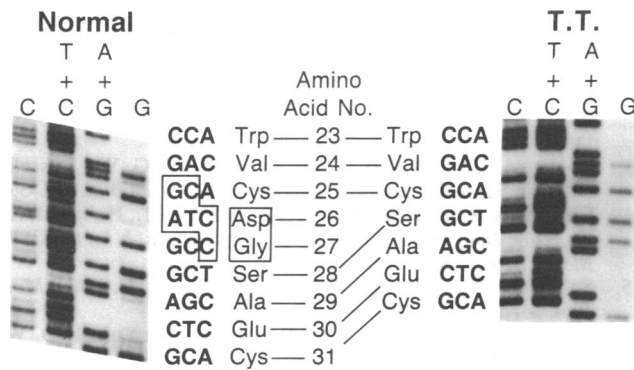 Normal T.T.
T A T A
+ + Amino + +
C C G G Acid No. C C G G
CCA Trp 23 Trp CCA
GAC Val 24 Val GAC
GCA Cys 25 Cys GCA
ATC Asp 26 Ser GCT
GCC Gly 27 Ala AGC
GCT Ser 28 Glu CTC
AGC Ala 29 Cys GCA
CTC Glu 30
GCA Cys 31